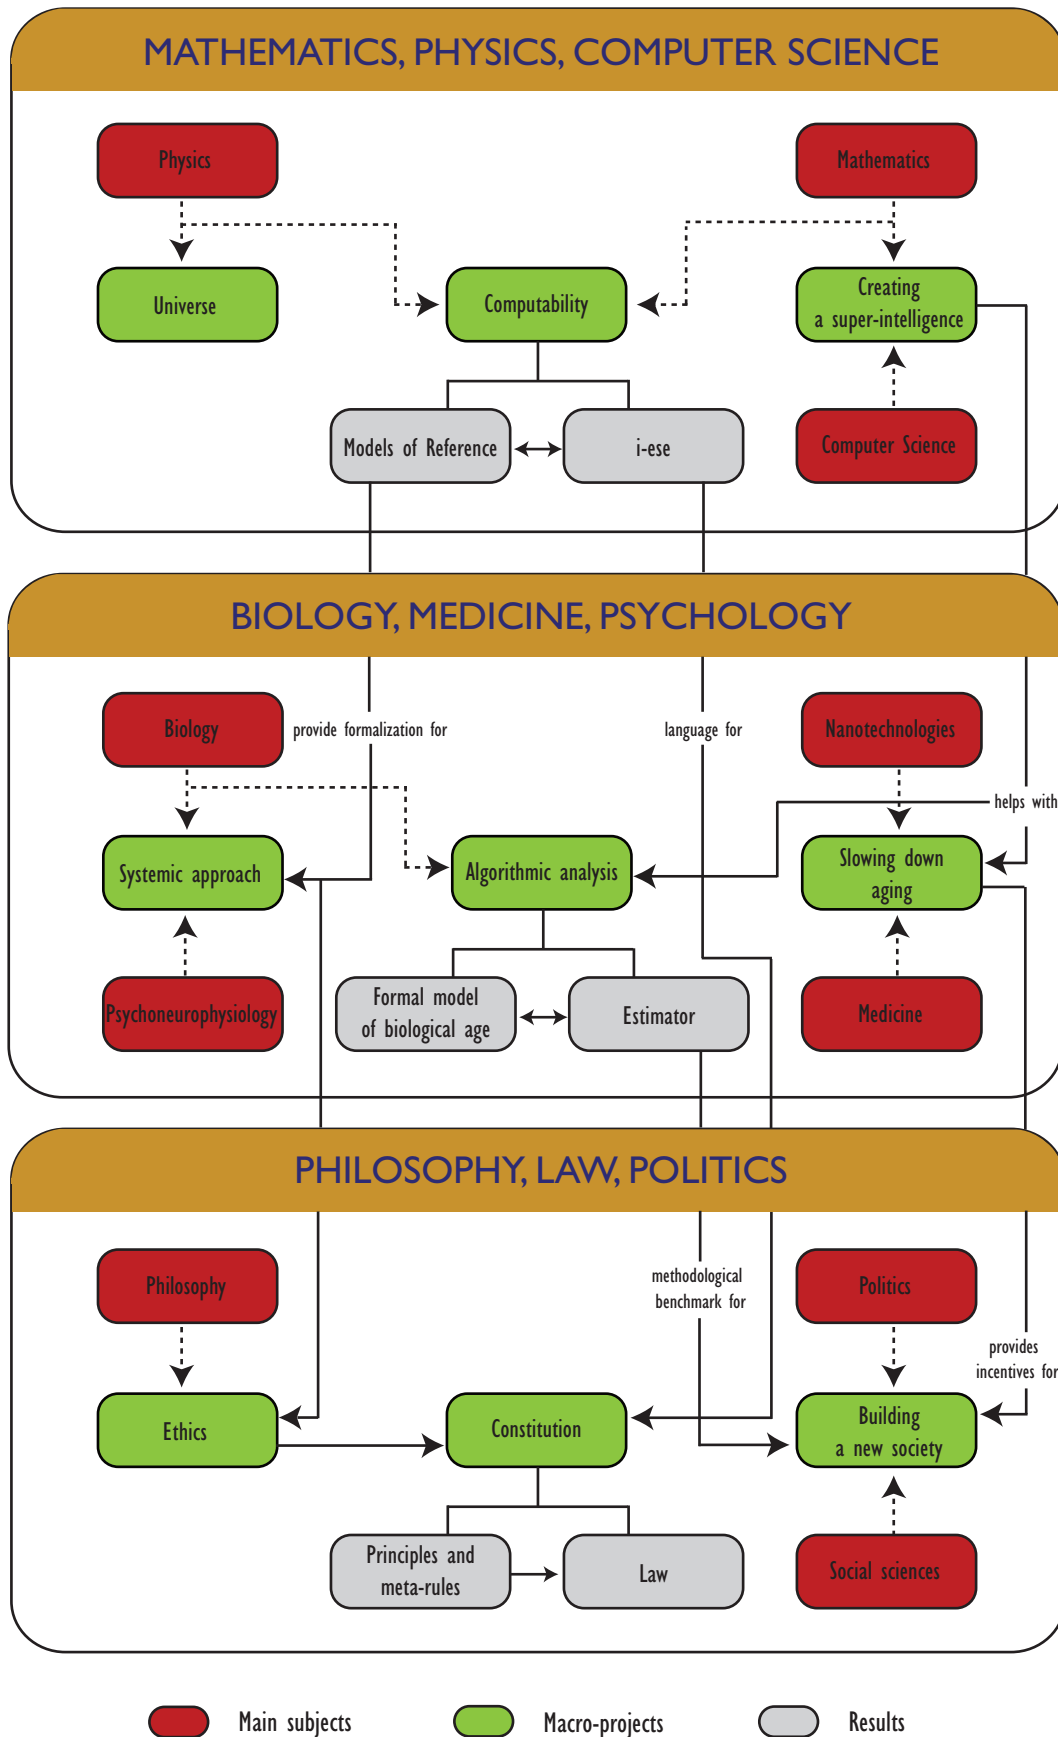 MATHEMATICS, PHYSICS, COMPUTER SCIENCE
Physics
Mathematics
Universe
Computability
Creating
a super-intelligence
Models of Reference
i-ese
Computer Science
BIOLOGY, MEDICINE, PSYCHOLOGY
Biology
provide formalization for
language for
Nanotechnologies
helps with
Systemic approach
Algorithmic analysis
Slowing down
aging
Psychoneurophysiology
Formal model
of biological age
Estimator
Medicine
PHILOSOPHY, LAW, POLITICS
Philosophy
methodological
benchmark for
Politics
provides
incentives for
Ethics
Constitution
Building
a new society
Principles and
meta-rules
Law
Social sciences
Main subjects
Macro-projects
Results